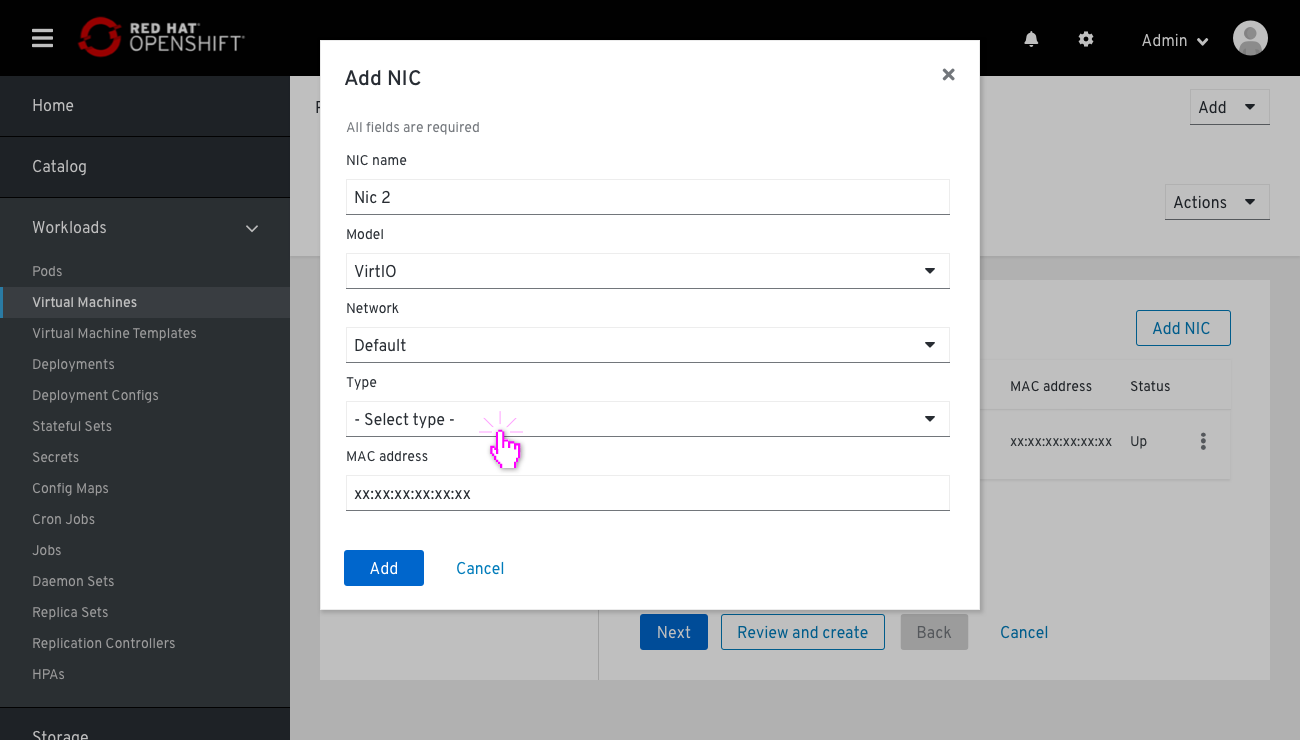 RED HAT
OPENSHIFT
Admin
Home
Catalog
Workloads
Pods
Virtual Machines
Virtual Machine Templates
Deployments
Deployment Configs
Stateful Sets
Secrets
Config Maps
Cron Jobs
Jobs
Daemon Sets
Replica Sets
Replication Controllers
HPAs
Storage
Add
Actions
Add NIC
MAC address Status
xx:xx:xx:xx:xx:xx Up
Add NIC
All fields are required
NIC name
Nic 2
Model
VirtIO
Network
Default
Type
- Select type -
MAC address
xx:xx:xx:xx:xx:xx
Add Cancel
Next Review and create Back Cancel